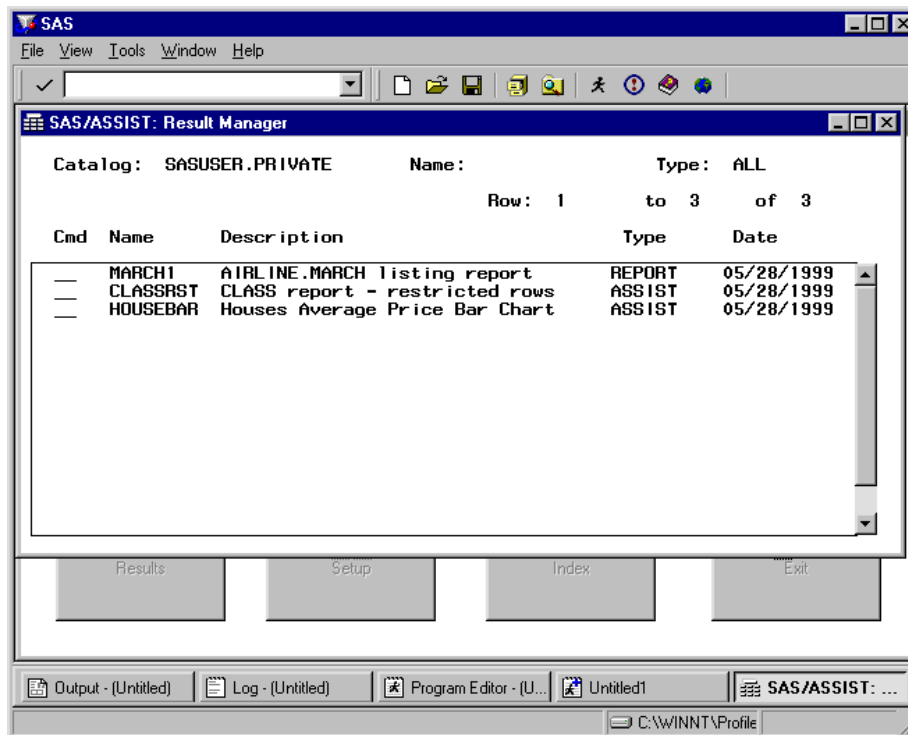 SAS
File View Tools Window Help
SAS/ASSIST: Result Manager
Catalog: SASUSER.PRIVATE Name: Type: ALL
Row: 1 to 3 of 3
Cmd Name Description Type Date
MARCH1 AIRLINE.MARCH listing report REPORT 05/28/1999
CLASSRST CLASS report - restricted rows ASSIST 05/28/1999
HOUSEBAR Houses Average Price Bar Chart ASSIST 05/28/1999
Results Setup Index Exit
Output - (Untitled) Log - (Untitled) Program Editor - (U... Untitled1 SAS/ASSIST: ...
C:\WINNT\Profile